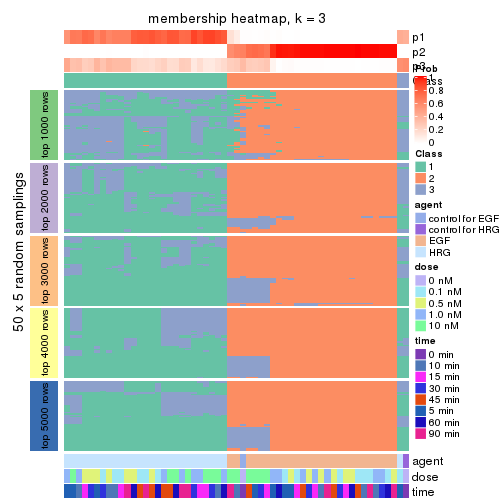 membership heatmap, k = 3
p1
p2
p3
Prob
Class
1
0.8
0.6
0.4
0.2
0
Class
1
2
3
agent
control for EGF
control for HRG
EGF
HRG
dose
0 nM
0.1 nM
0.5 nM
1.0 nM
10 nM
time
0 min
10 min
15 min
30 min
45 min
5 min
60 min
90 min
50 x 5 random samplings
top 1000 rows
top 2000 rows
top 3000 rows
top 4000 rows
top 5000 rows
agent
dose
time